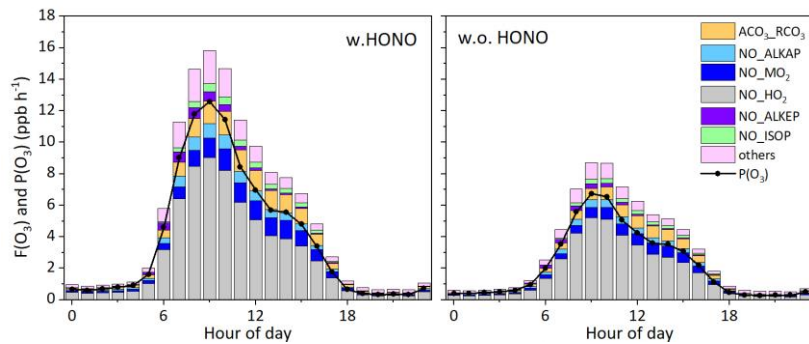 w.HONO
w.o. HONO
F(O₃) and P(O₃) (ppb h⁻¹)
18
16
14
12
10
8
6
4
2
0
0 6 12 18
Hour of day
0 6 12 18
Hour of day
ACO₃_RCO₃
NO_ALKAP
NO_MO₂
NO_HO₂
NO_ALKEP
NO_ISOP
others
P(O₃)